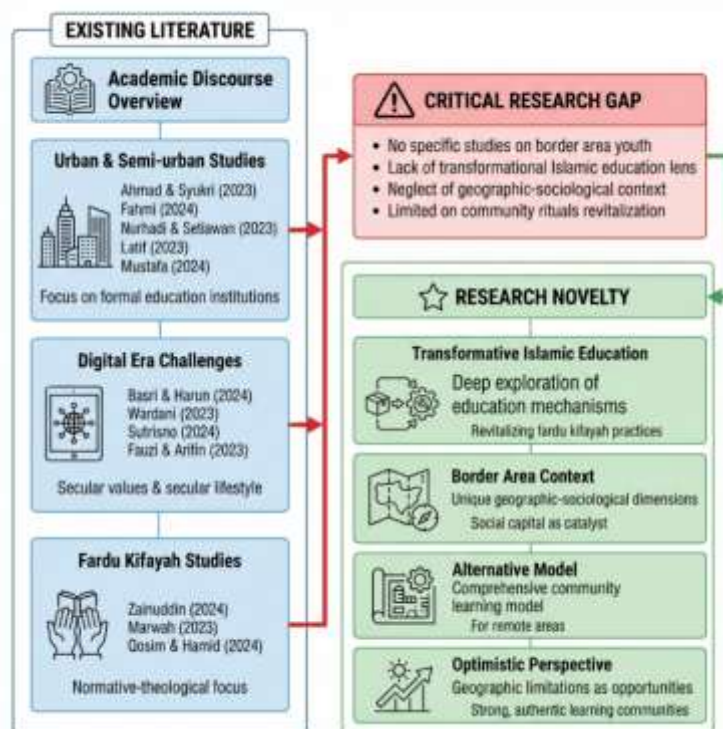 EXISTING LITERATURE
Academic Discourse
Overview
Urban & Semi-urban Studies
Ahmad & Syukri (2023)
Fahmi (2024)
Nurhadi & Setiawan (2023)
Latif (2023)
Mustafa (2024)
Focus on formal education institutions
Digital Era Challenges
Basri & Harun (2024)
Wardani (2023)
Sutrisno (2024)
Fauzi & Arifin (2023)
Secular values & secular lifestyle
Fardu Kifayah Studies
Zainuddin (2024)
Marwah (2023)
Qosim & Hamid (2024)
Normative-theological focus
CRITICAL RESEARCH GAP
• No specific studies on border area youth
• Lack of transformational Islamic education lens
• Neglect of geographic-sociological context
• Limited on community rituals revitalization
RESEARCH NOVELTY
Transformative Islamic Education
Deep exploration of
education mechanisms
Revitalizing fardu kifayah practices
Border Area Context
Unique geographic-sociological dimensions
Social capital as catalyst
Alternative Model
Comprehensive community
learning model
For remote areas
Optimistic Perspective
Geographic limitations as opportunities
Strong, authentic learning communities